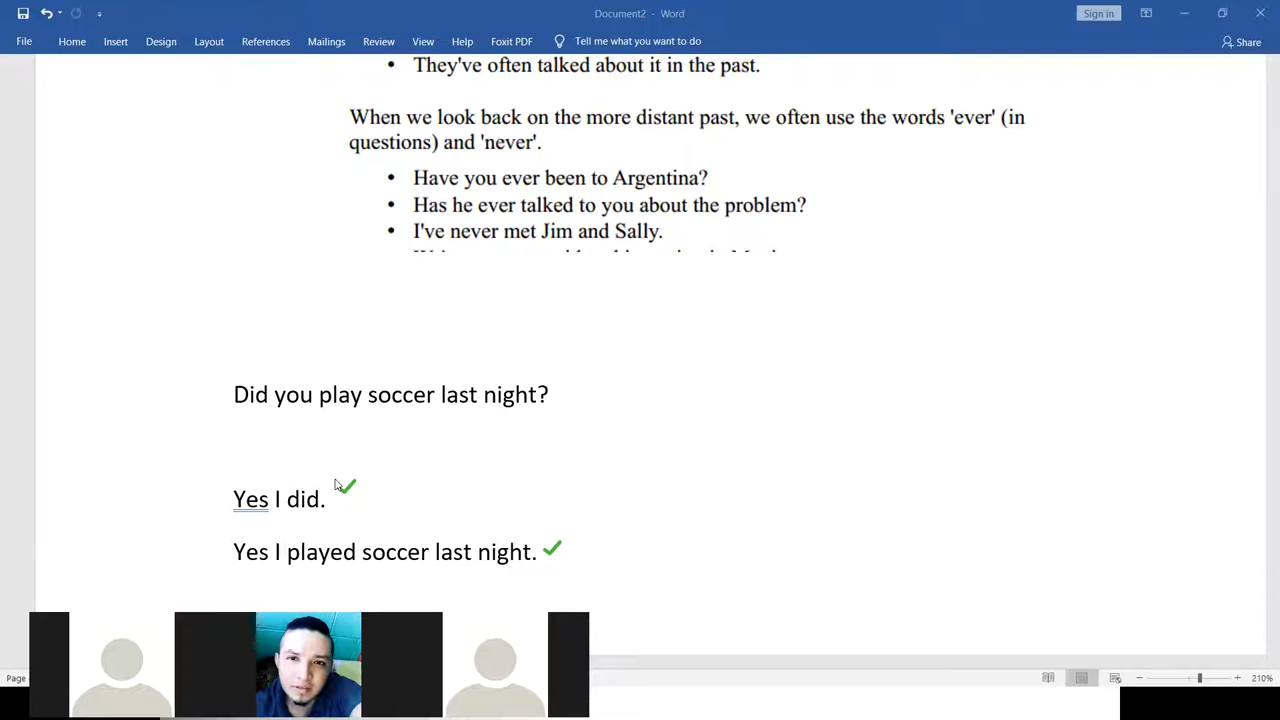 Document2 - Word
Sign in
File Home Insert Design Layout References Mailings Review View Help Foxit PDF Tell me what you want to do Share
• They've often talked about it in the past.
When we look back on the more distant past, we often use the words 'ever' (in
questions) and 'never'.
• Have you ever been to Argentina?
• Has he ever talked to you about the problem?
• I've never met Jim and Sally.
Did you play soccer last night?
Yes I did.
Yes I played soccer last night.
Page
210%